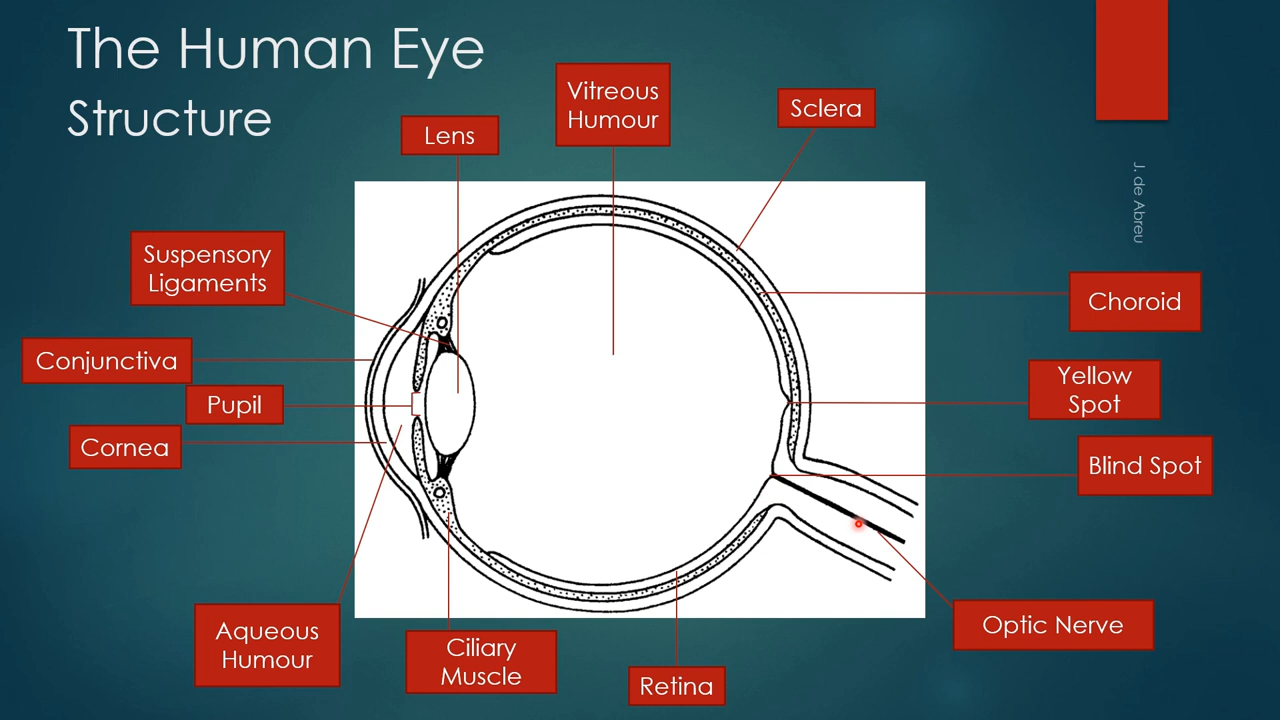 The Human Eye
Structure
Vitreous
Humour
Sclera
Lens
J. de Abreu
Suspensory
Ligaments
Choroid
Conjunctiva
Yellow
Spot
Pupil
Cornea
Blind Spot
Optic Nerve
Aqueous
Humour
Ciliary
Muscle
Retina